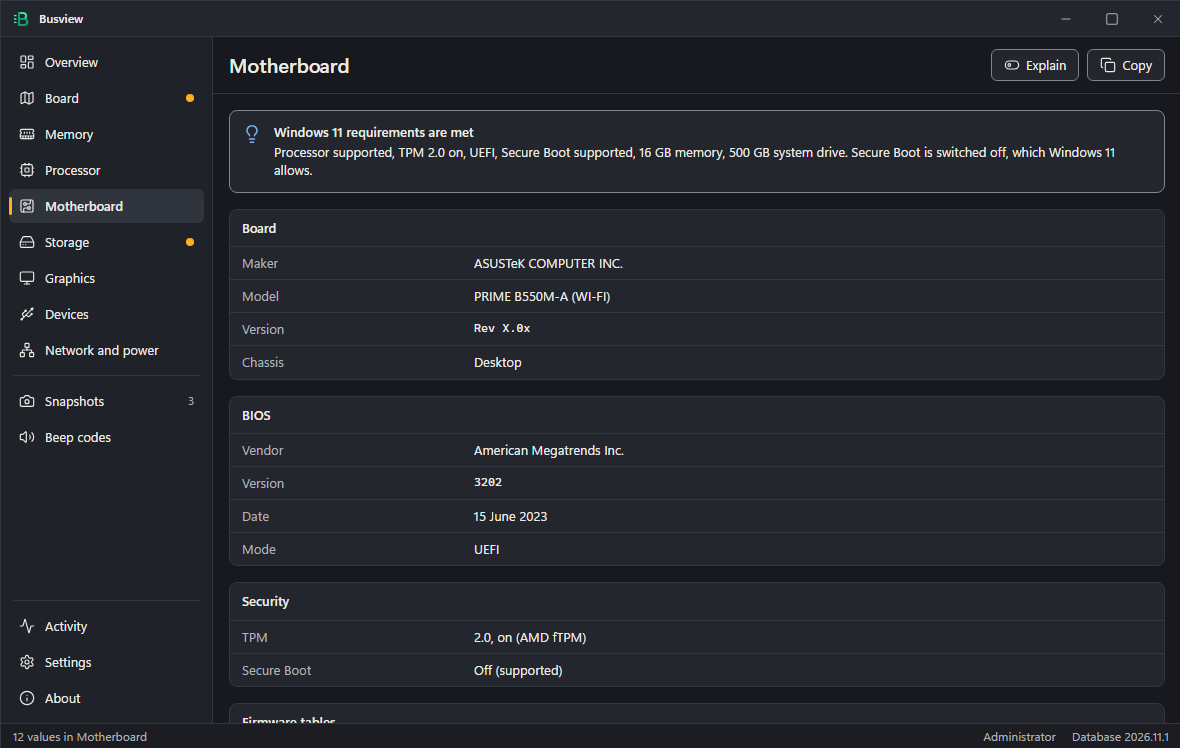 Busview
Overview
Board
Memory
Processor
Motherboard
Storage
Graphics
Devices
Network and power
Snapshots 3
Beep codes
Activity
Settings
About
Motherboard
Explain
Copy
Windows 11 requirements are met
Processor supported, TPM 2.0 on, UEFI, Secure Boot supported, 16 GB memory, 500 GB system drive. Secure Boot is switched off, which Windows 11
allows.
Board
Maker ASUSTeK COMPUTER INC.
Model PRIME B550M-A (WI-FI)
Version Rev X.0x
Chassis Desktop
BIOS
Vendor American Megatrends Inc.
Version 3202
Date 15 June 2023
Mode UEFI
Security
TPM 2.0, on (AMD fTPM)
Secure Boot Off (supported)
Firmware tables
12 values in Motherboard
Administrator
Database 2026.11.1